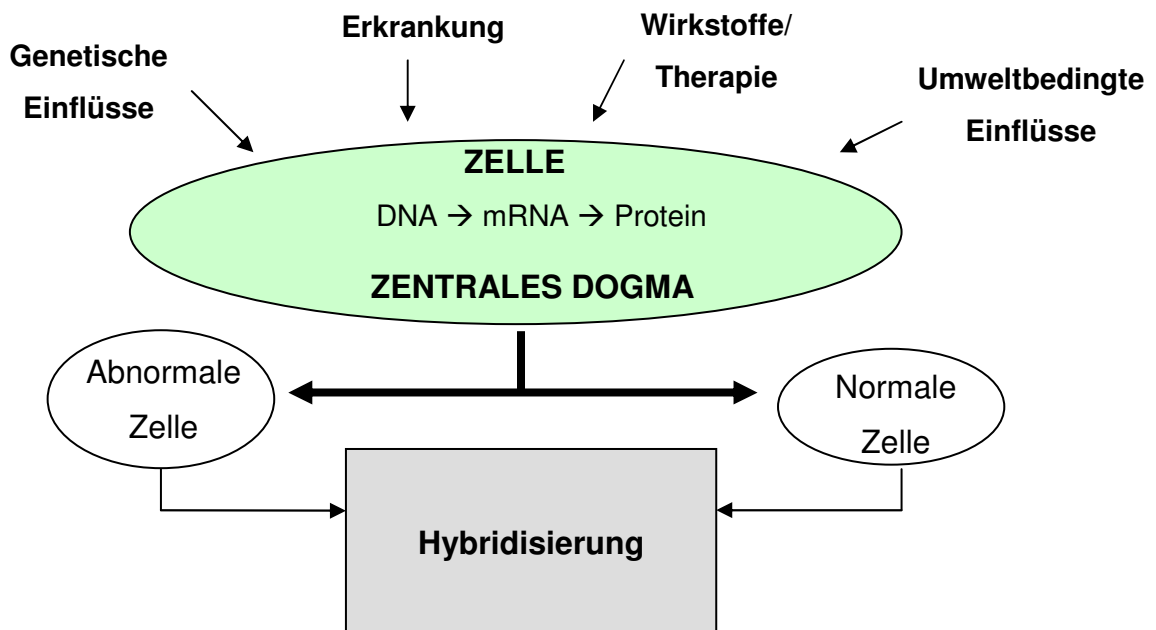 Genetische
Einflüsse
Erkrankung
Wirkstoffe/
Therapie
Umweltbedingte
Einflüsse
ZELLE
DNA → mRNA → Protein
ZENTRALES DOGMA
Abnormale
Zelle
Normale
Zelle
Hybridisierung